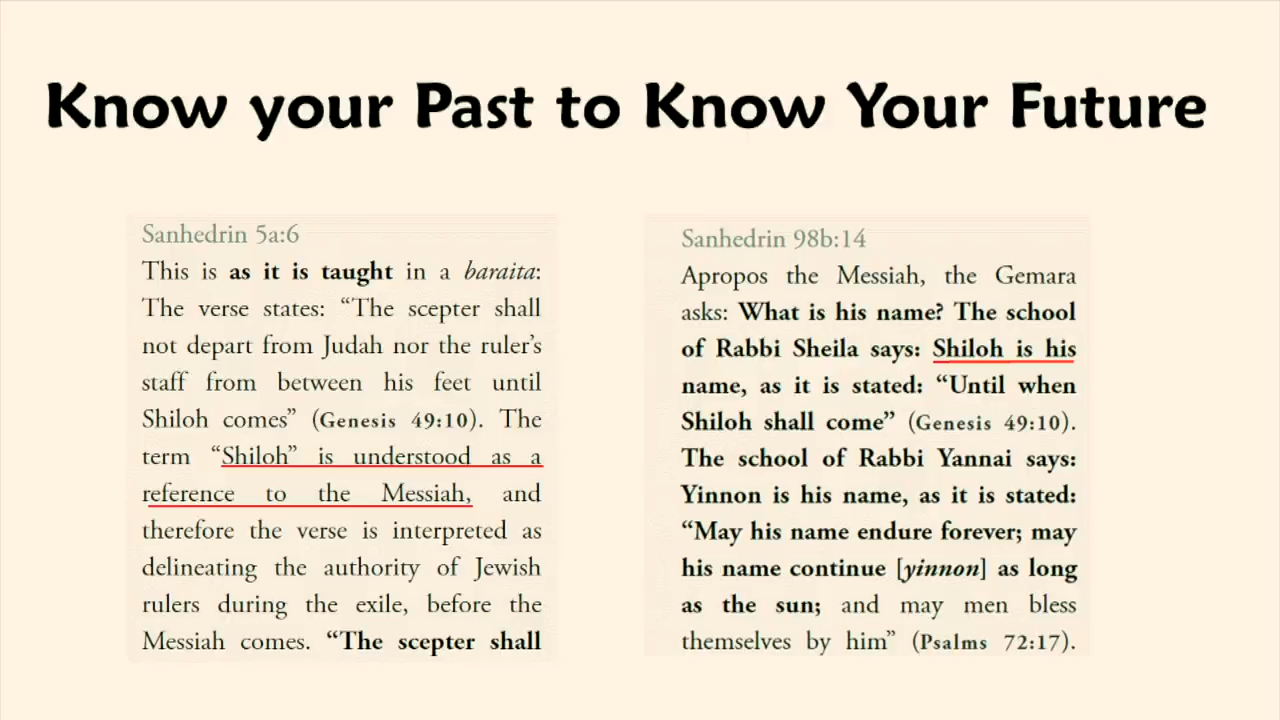 Know your Past to Know Your Future
Sanhedrin 5a:6
This is as it is taught in a baraita:
The verse states: “The scepter shall
not depart from Judah nor the ruler’s
staff from between his feet until
Shiloh comes” (Genesis 49:10). The
term “Shiloh” is understood as a
reference to the Messiah, and
therefore the verse is interpreted as
delineating the authority of Jewish
rulers during the exile, before the
Messiah comes. “The scepter shall
Sanhedrin 98b:14
Apropos the Messiah, the Gemara
asks: What is his name? The school
of Rabbi Sheila says: Shiloh is his
name, as it is stated: “Until when
Shiloh shall come” (Genesis 49:10).
The school of Rabbi Yannai says:
Yinnon is his name, as it is stated:
“May his name endure forever; may
his name continue [yinnon] as long
as the sun; and may men bless
themselves by him” (Psalms 72:17).